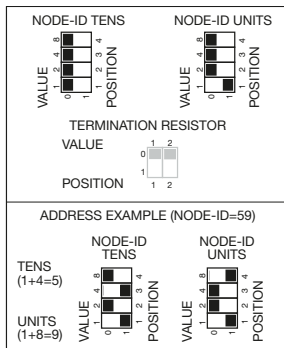 NODE-ID TENS NODE-ID UNITS
VALUE 8 4 2 1 0 1 4 3 2 1 POSITION
VALUE 8 4 2 1 0 1 4 3 2 1 POSITION
TERMINATION RESISTOR
VALUE 1 2
0
1
POSITION 1 2
ADDRESS EXAMPLE (NODE-ID=59)
NODE-ID TENS NODE-ID UNITS
TENS
(1+4=5)
UNITS
(1+8=9)
VALUE 8 4 2 1 0 1 4 3 2 1 POSITION
VALUE 8 4 2 1 0 1 4 3 2 1 POSITION